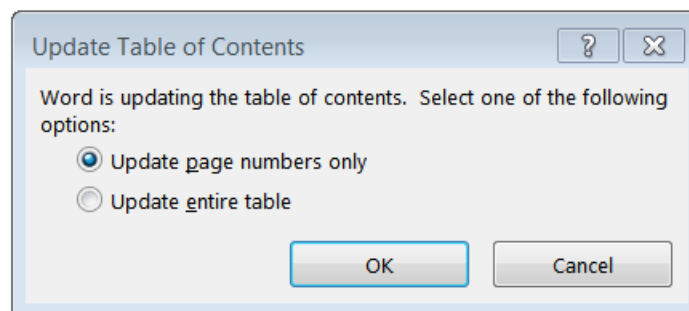 Update Table of Contents
Word is updating the table of contents.  Select one of the following
options:
Update page numbers only
Update entire table
OK Cancel